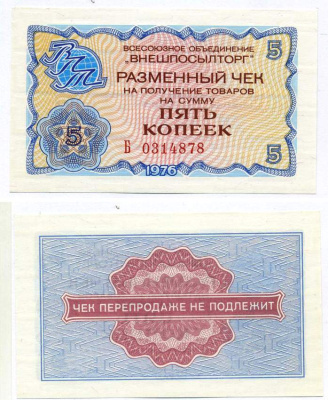 ВПТ
ВСЕСОЮЗНОЕ ОБЪЕДИНЕНИЕ
"ВНЕШПОСЫЛТОРГ"
5
РАЗМЕННЫЙ ЧЕК
НА ПОЛУЧЕНИЕ ТОВАРОВ
НА СУММУ
ПЯТЬ
КОПЕЕК
5
Б 0314878
5
1976
ЧЕК ПЕРЕПРОДАЖЕ НЕ ПОДЛЕЖИТ